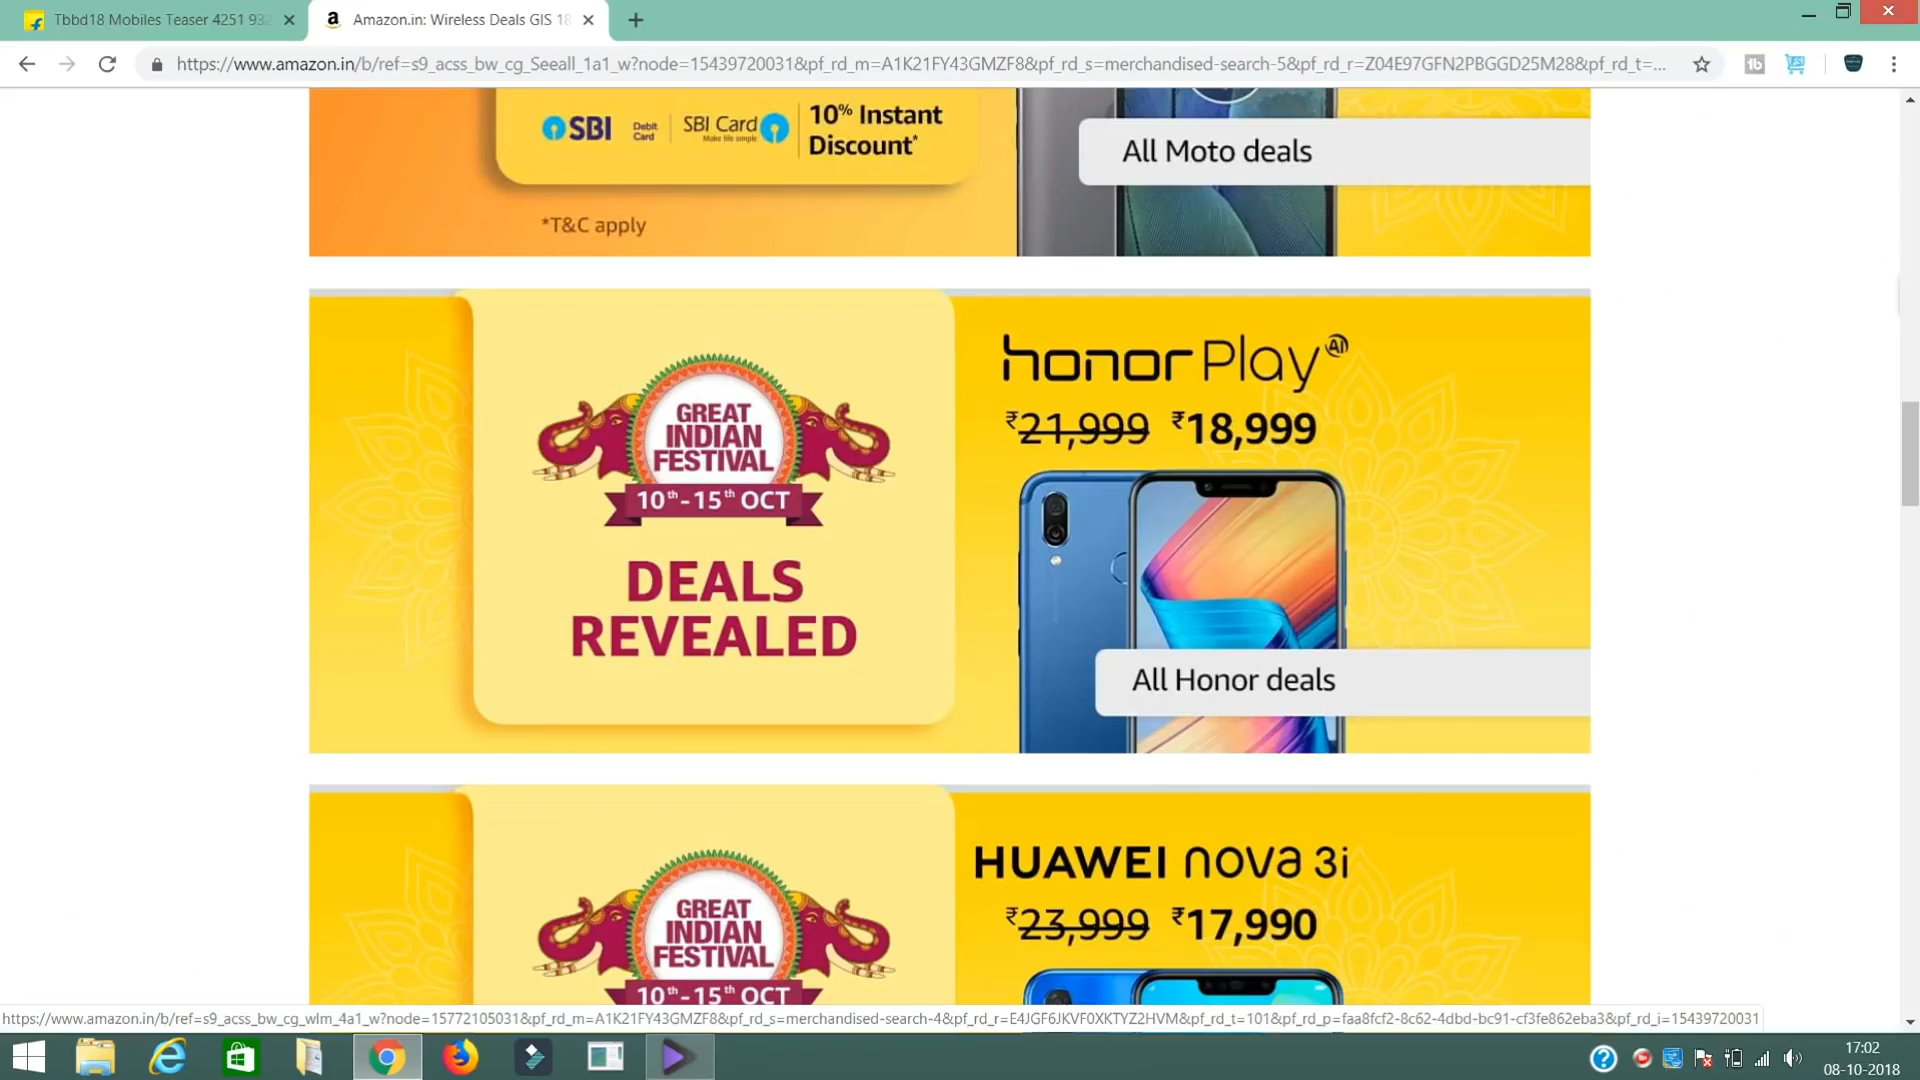 Tbbd18 Mobiles Teaser 4251 932
Amazon.in: Wireless Deals GIS 18
https://www.amazon.in/b/ref=s9_acss_bw_cg_Seeall_1a1_w?node=15439720031&pf_rd_m=A1K21FY43GMZF8&pf_rd_s=merchandised-search-5&pf_rd_r=Z04E97GFN2PBGGD25M28&pf_rd_t=...
SBI Debit Card
SBI Card
Make life simple
10% Instant
Discount*
*T&C apply
All Moto deals
GREAT
INDIAN
FESTIVAL
10th - 15th OCT
DEALS
REVEALED
honor Play AI
₹21,999 ₹18,999
All Honor deals
GREAT
INDIAN
FESTIVAL
10th - 15th OCT
HUAWEI nova 3i
₹23,999 ₹17,990
https://www.amazon.in/b/ref=s9_acss_bw_cg_wlm_4a1_w?node=15772105031&pf_rd_m=A1K21FY43GMZF8&pf_rd_s=merchandised-search-4&pf_rd_r=E4JGF6JKVF0XKTYZ2HVM&pf_rd_t=101&pf_rd_p=faa8fcf2-8c62-4dbd-bc91-cf3fe862eba3&pf_rd_i=15439720031
17:02
08-10-2018